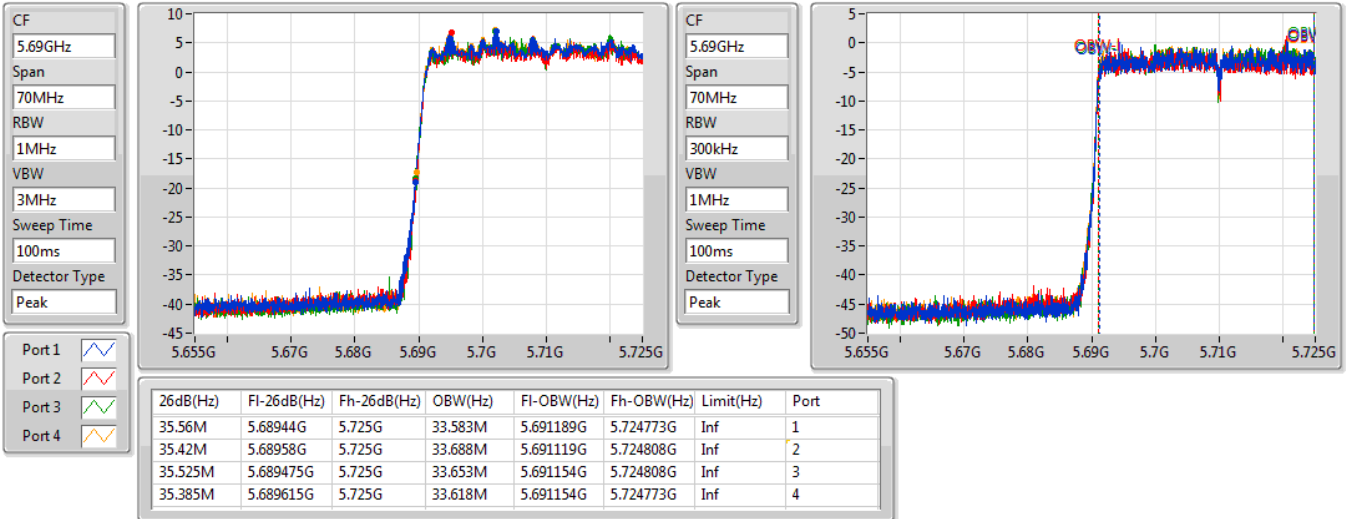 CF
5.69GHz
Span
70MHz
RBW
1MHz
VBW
3MHz
Sweep Time
100ms
Detector Type
Peak
10
5
0
-5
-10
-15
-20
-25
-30
-35
-40
-45
5.655G 5.67G 5.68G 5.69G 5.7G 5.71G 5.725G
CF
5.69GHz
Span
70MHz
RBW
300kHz
VBW
1MHz
Sweep Time
100ms
Detector Type
Peak
5
0
-5
-10
-15
-20
-25
-30
-35
-40
-45
-50
OBW-L
OBW
5.655G 5.67G 5.68G 5.69G 5.7G 5.71G 5.725G
Port 1
Port 2
Port 3
Port 4
26dB(Hz) Fl-26dB(Hz) Fh-26dB(Hz) OBW(Hz) Fl-OBW(Hz) Fh-OBW(Hz) Limit(Hz) Port
35.56M 5.68944G 5.725G 33.583M 5.691189G 5.724773G Inf 1
35.42M 5.68958G 5.725G 33.688M 5.691119G 5.724808G Inf 2
35.525M 5.689475G 5.725G 33.653M 5.691154G 5.724808G Inf 3
35.385M 5.689615G 5.725G 33.618M 5.691154G 5.724773G Inf 4